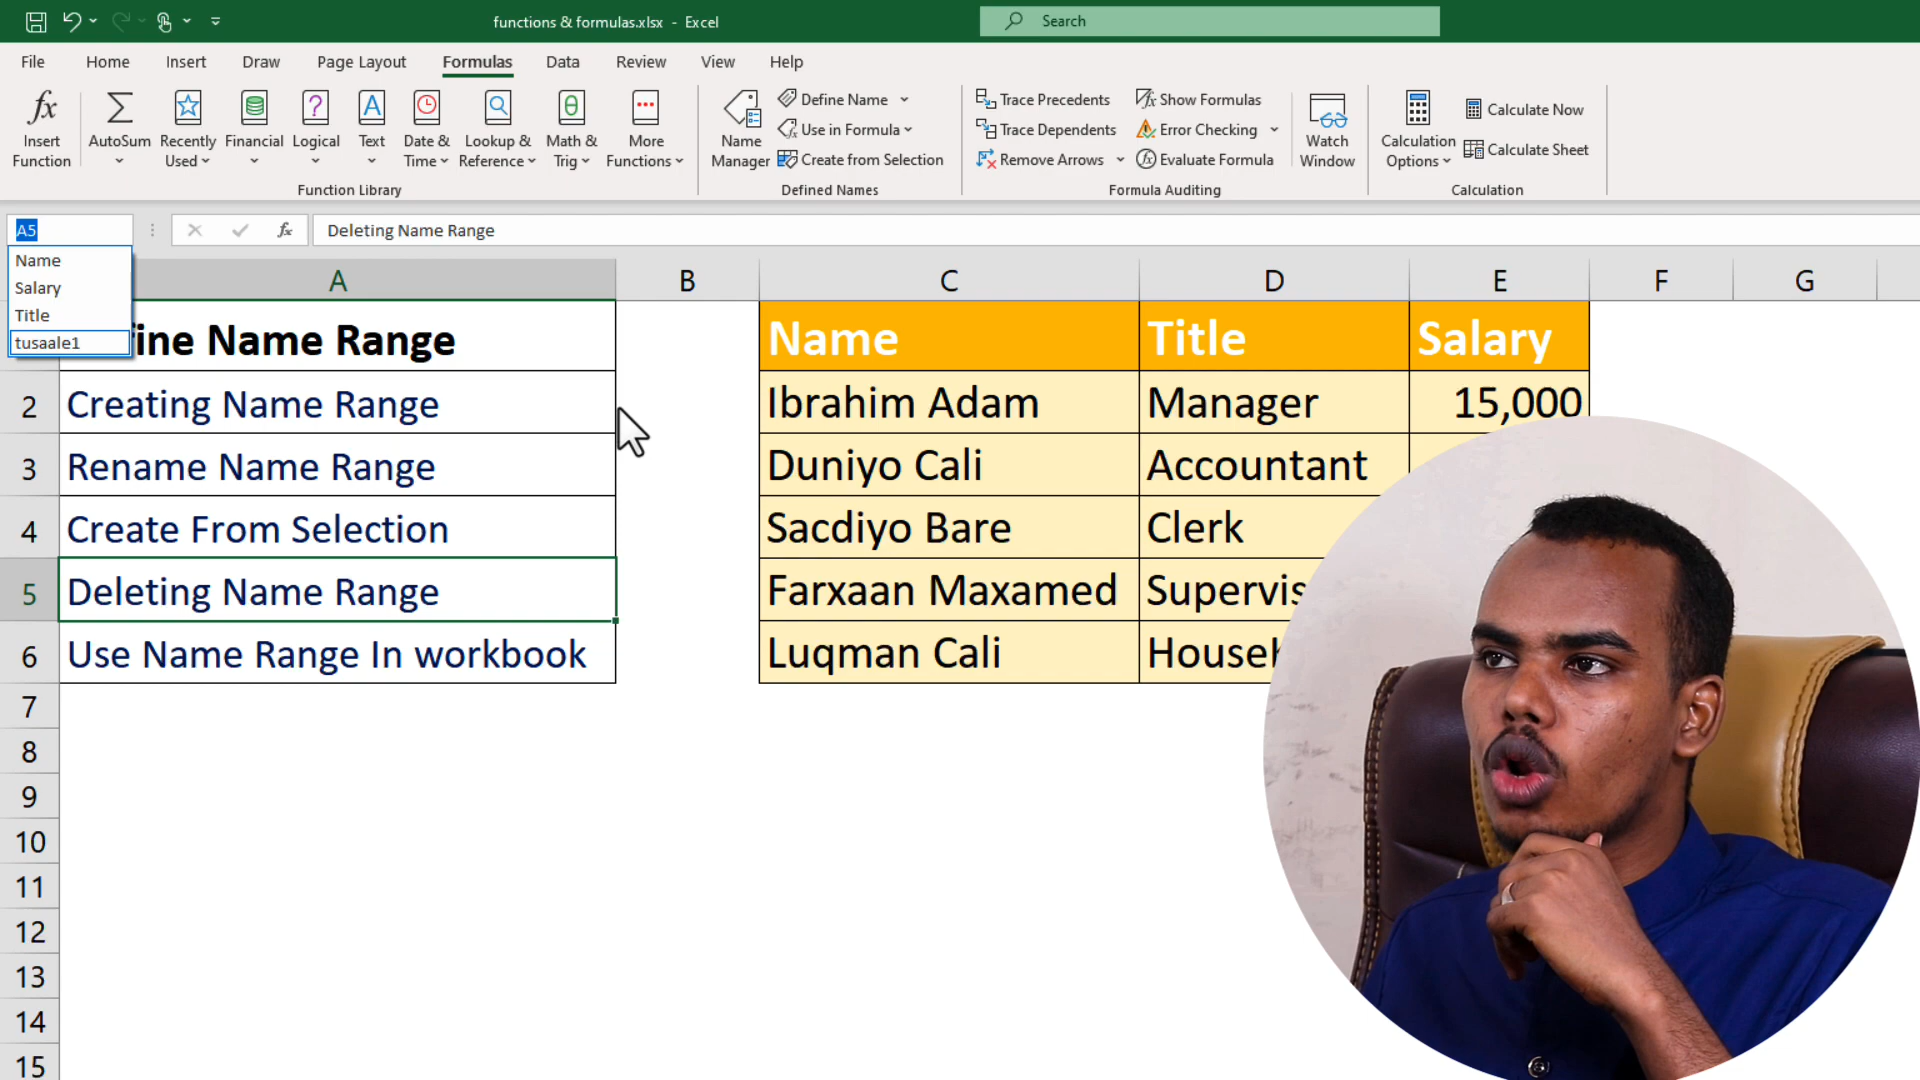 functions & formulas.xlsx - Excel
Search
File Home Insert Draw Page Layout Formulas Data Review View Help
Insert Function
AutoSum
Recently Used
Financial
Logical
Text
Date & Time
Lookup & Reference
Math & Trig
More Functions
Function Library
Name Manager
Define Name
Use in Formula
Create from Selection
Defined Names
Trace Precedents
Trace Dependents
Remove Arrows
Show Formulas
Error Checking
Evaluate Formula
Formula Auditing
Watch Window
Calculation Options
Calculate Now
Calculate Sheet
Calculation
A5
fx
Deleting Name Range
Name
Salary
Title
tusaale1
A B C D E F G
Name Range Name Title Salary
2 Creating Name Range Ibrahim Adam Manager 15,000
3 Rename Name Range Duniyo Cali Accountant
4 Create From Selection Sacdiyo Bare Clerk
5 Deleting Name Range Farxaan Maxamed
6 Use Name Range In workbook Luqman Cali
7
8
9
10
11
12
13
14
15